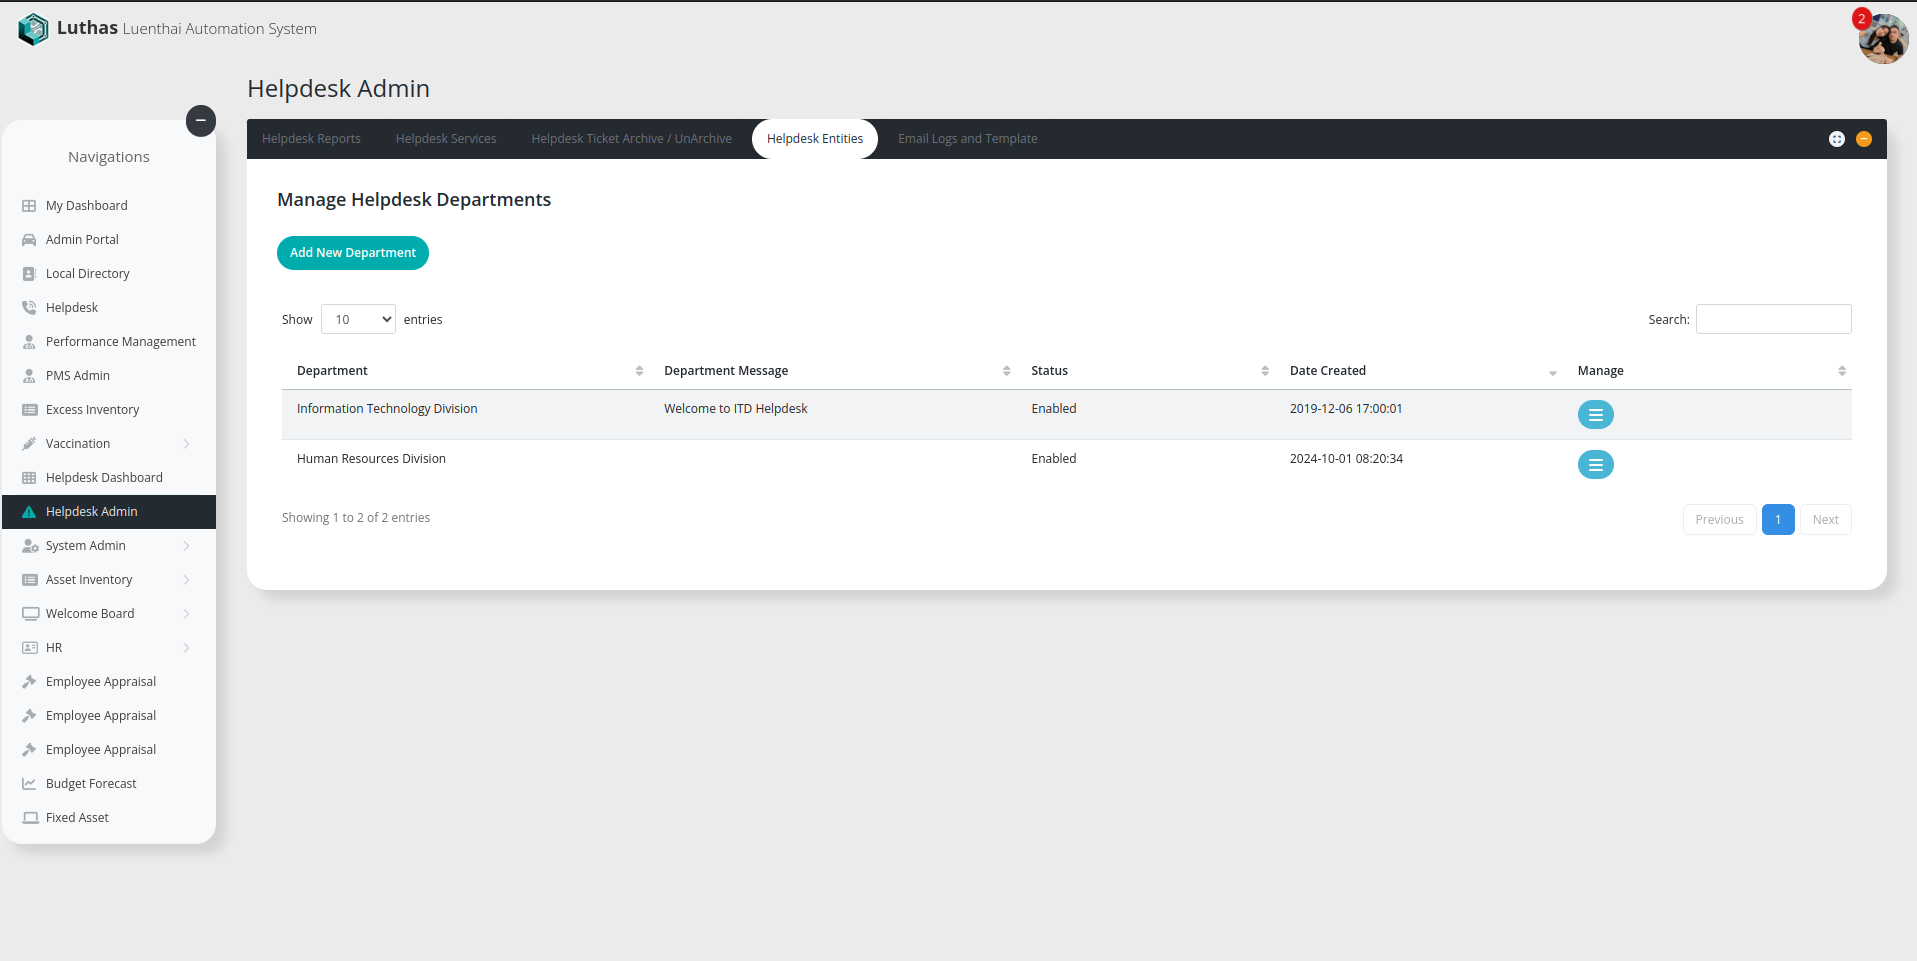 Luthas Luenthai Automation System
2
Helpdesk Admin
Navigations
My Dashboard
Admin Portal
Local Directory
Helpdesk
Performance Management
PMS Admin
Excess Inventory
Vaccination
Helpdesk Dashboard
Helpdesk Admin
System Admin
Asset Inventory
Welcome Board
HR
Employee Appraisal
Employee Appraisal
Employee Appraisal
Budget Forecast
Fixed Asset
Helpdesk Reports Helpdesk Services Helpdesk Ticket Archive / UnArchive Helpdesk Entities Email Logs and Template
Manage Helpdesk Departments
Add New Department
Show 10 entries Search:
Department Department Message Status Date Created Manage
Information Technology Division Welcome to ITD Helpdesk Enabled 2019-12-06 17:00:01
Human Resources Division Enabled 2024-10-01 08:20:34
Showing 1 to 2 of 2 entries Previous 1 Next